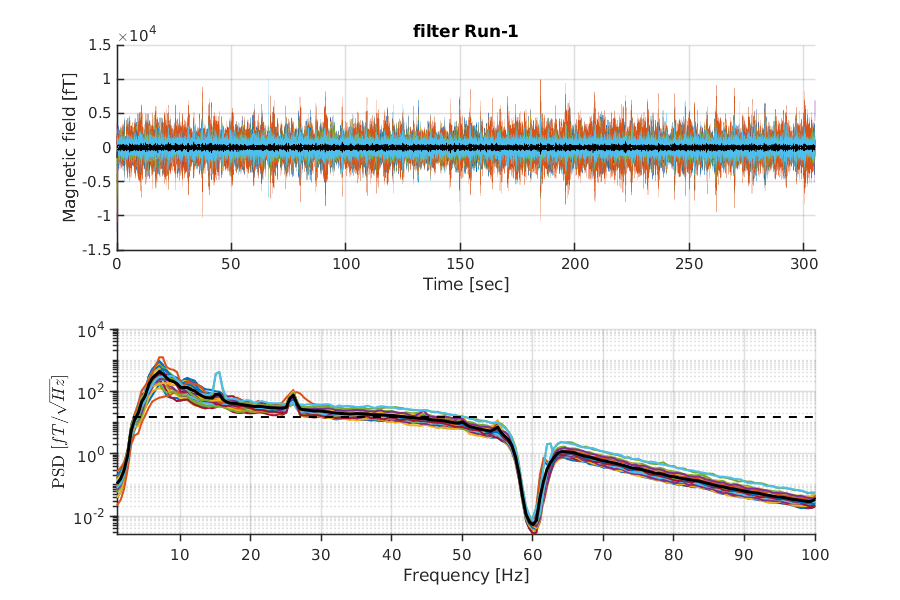 filter Run-1
×10^4
1.5
1
0.5
0
-0.5
-1
-1.5
Magnetic field [fT]
0 50 100 150 200 250 300
Time [sec]
10^4
10^2
10^0
10^-2
PSD [fT/√Hz]
10 20 30 40 50 60 70 80 90 100
Frequency [Hz]